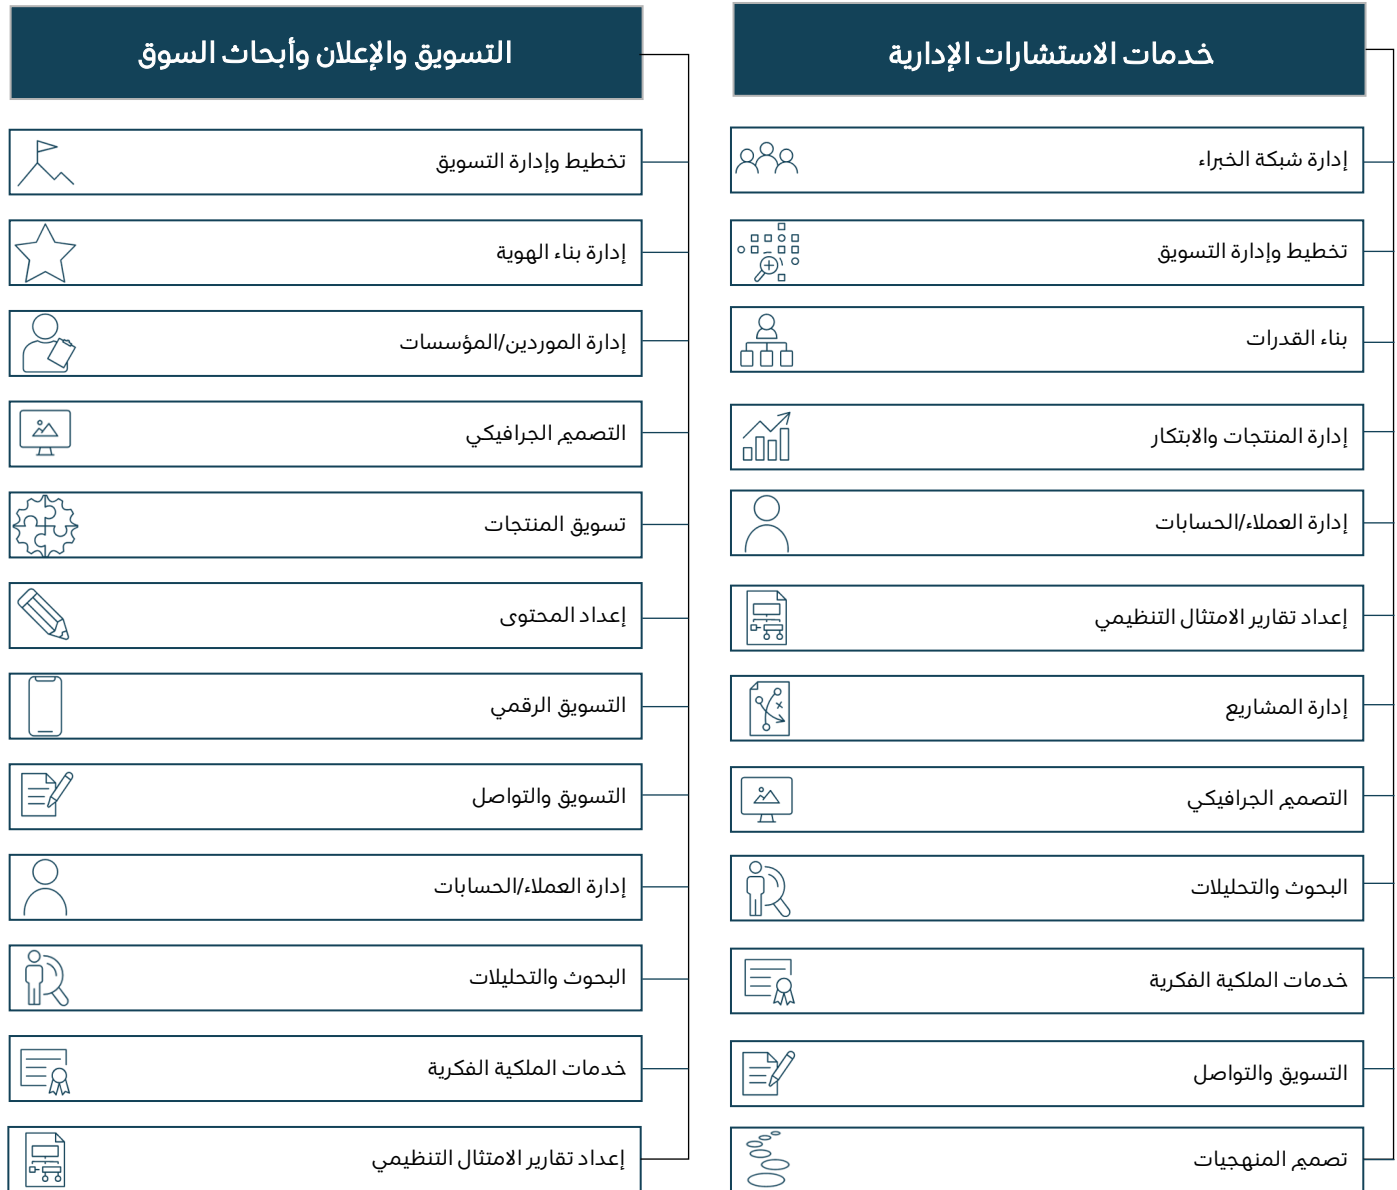 خدمات الاستشارات الإدارية
إدارة شبكة الخبراء
تخطيط وإدارة التسويق
بناء القدرات
إدارة المنتجات والابتكار
إدارة العملاء/الحسابات
إعداد تقارير الامتثال التنظيمي
إدارة المشاريع
التصميم الجرافيكي
البحوث والتحليلات
خدمات الملكية الفكرية
التسويق والتواصل
تصميم المنهجيات
التسويق والإعلان وأبحاث السوق
تخطيط وإدارة التسويق
إدارة بناء الهوية
إدارة الموردين/المؤسسات
التصميم الجرافيكي
تسويق المنتجات
إعداد المحتوى
التسويق الرقمي
التسويق والتواصل
إدارة العملاء/الحسابات
البحوث والتحليلات
خدمات الملكية الفكرية
إعداد تقارير الامتثال التنظيمي